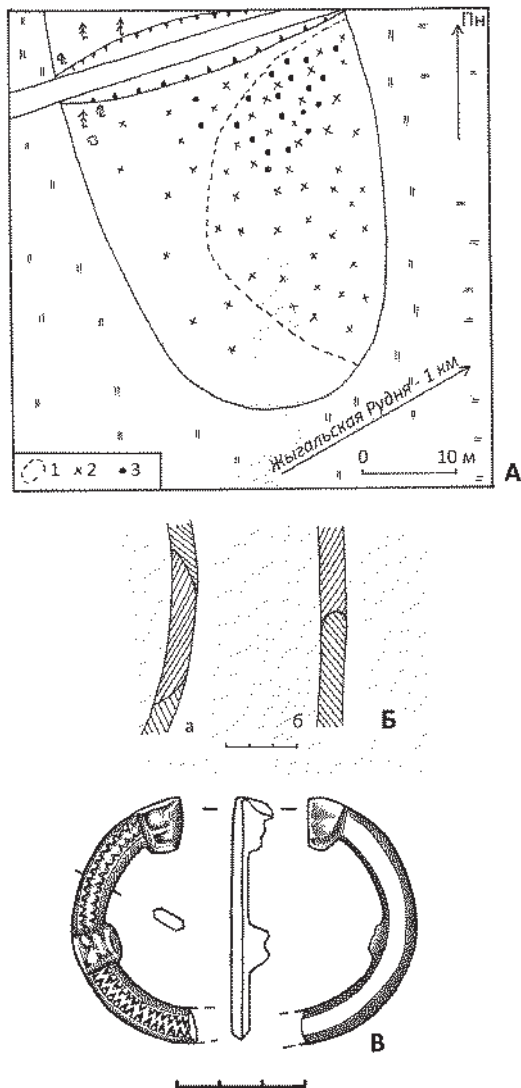 Пн
Жыгальская Рудня - 1 км
1 x 2 • 3
0 10 м
А
а б Б
В